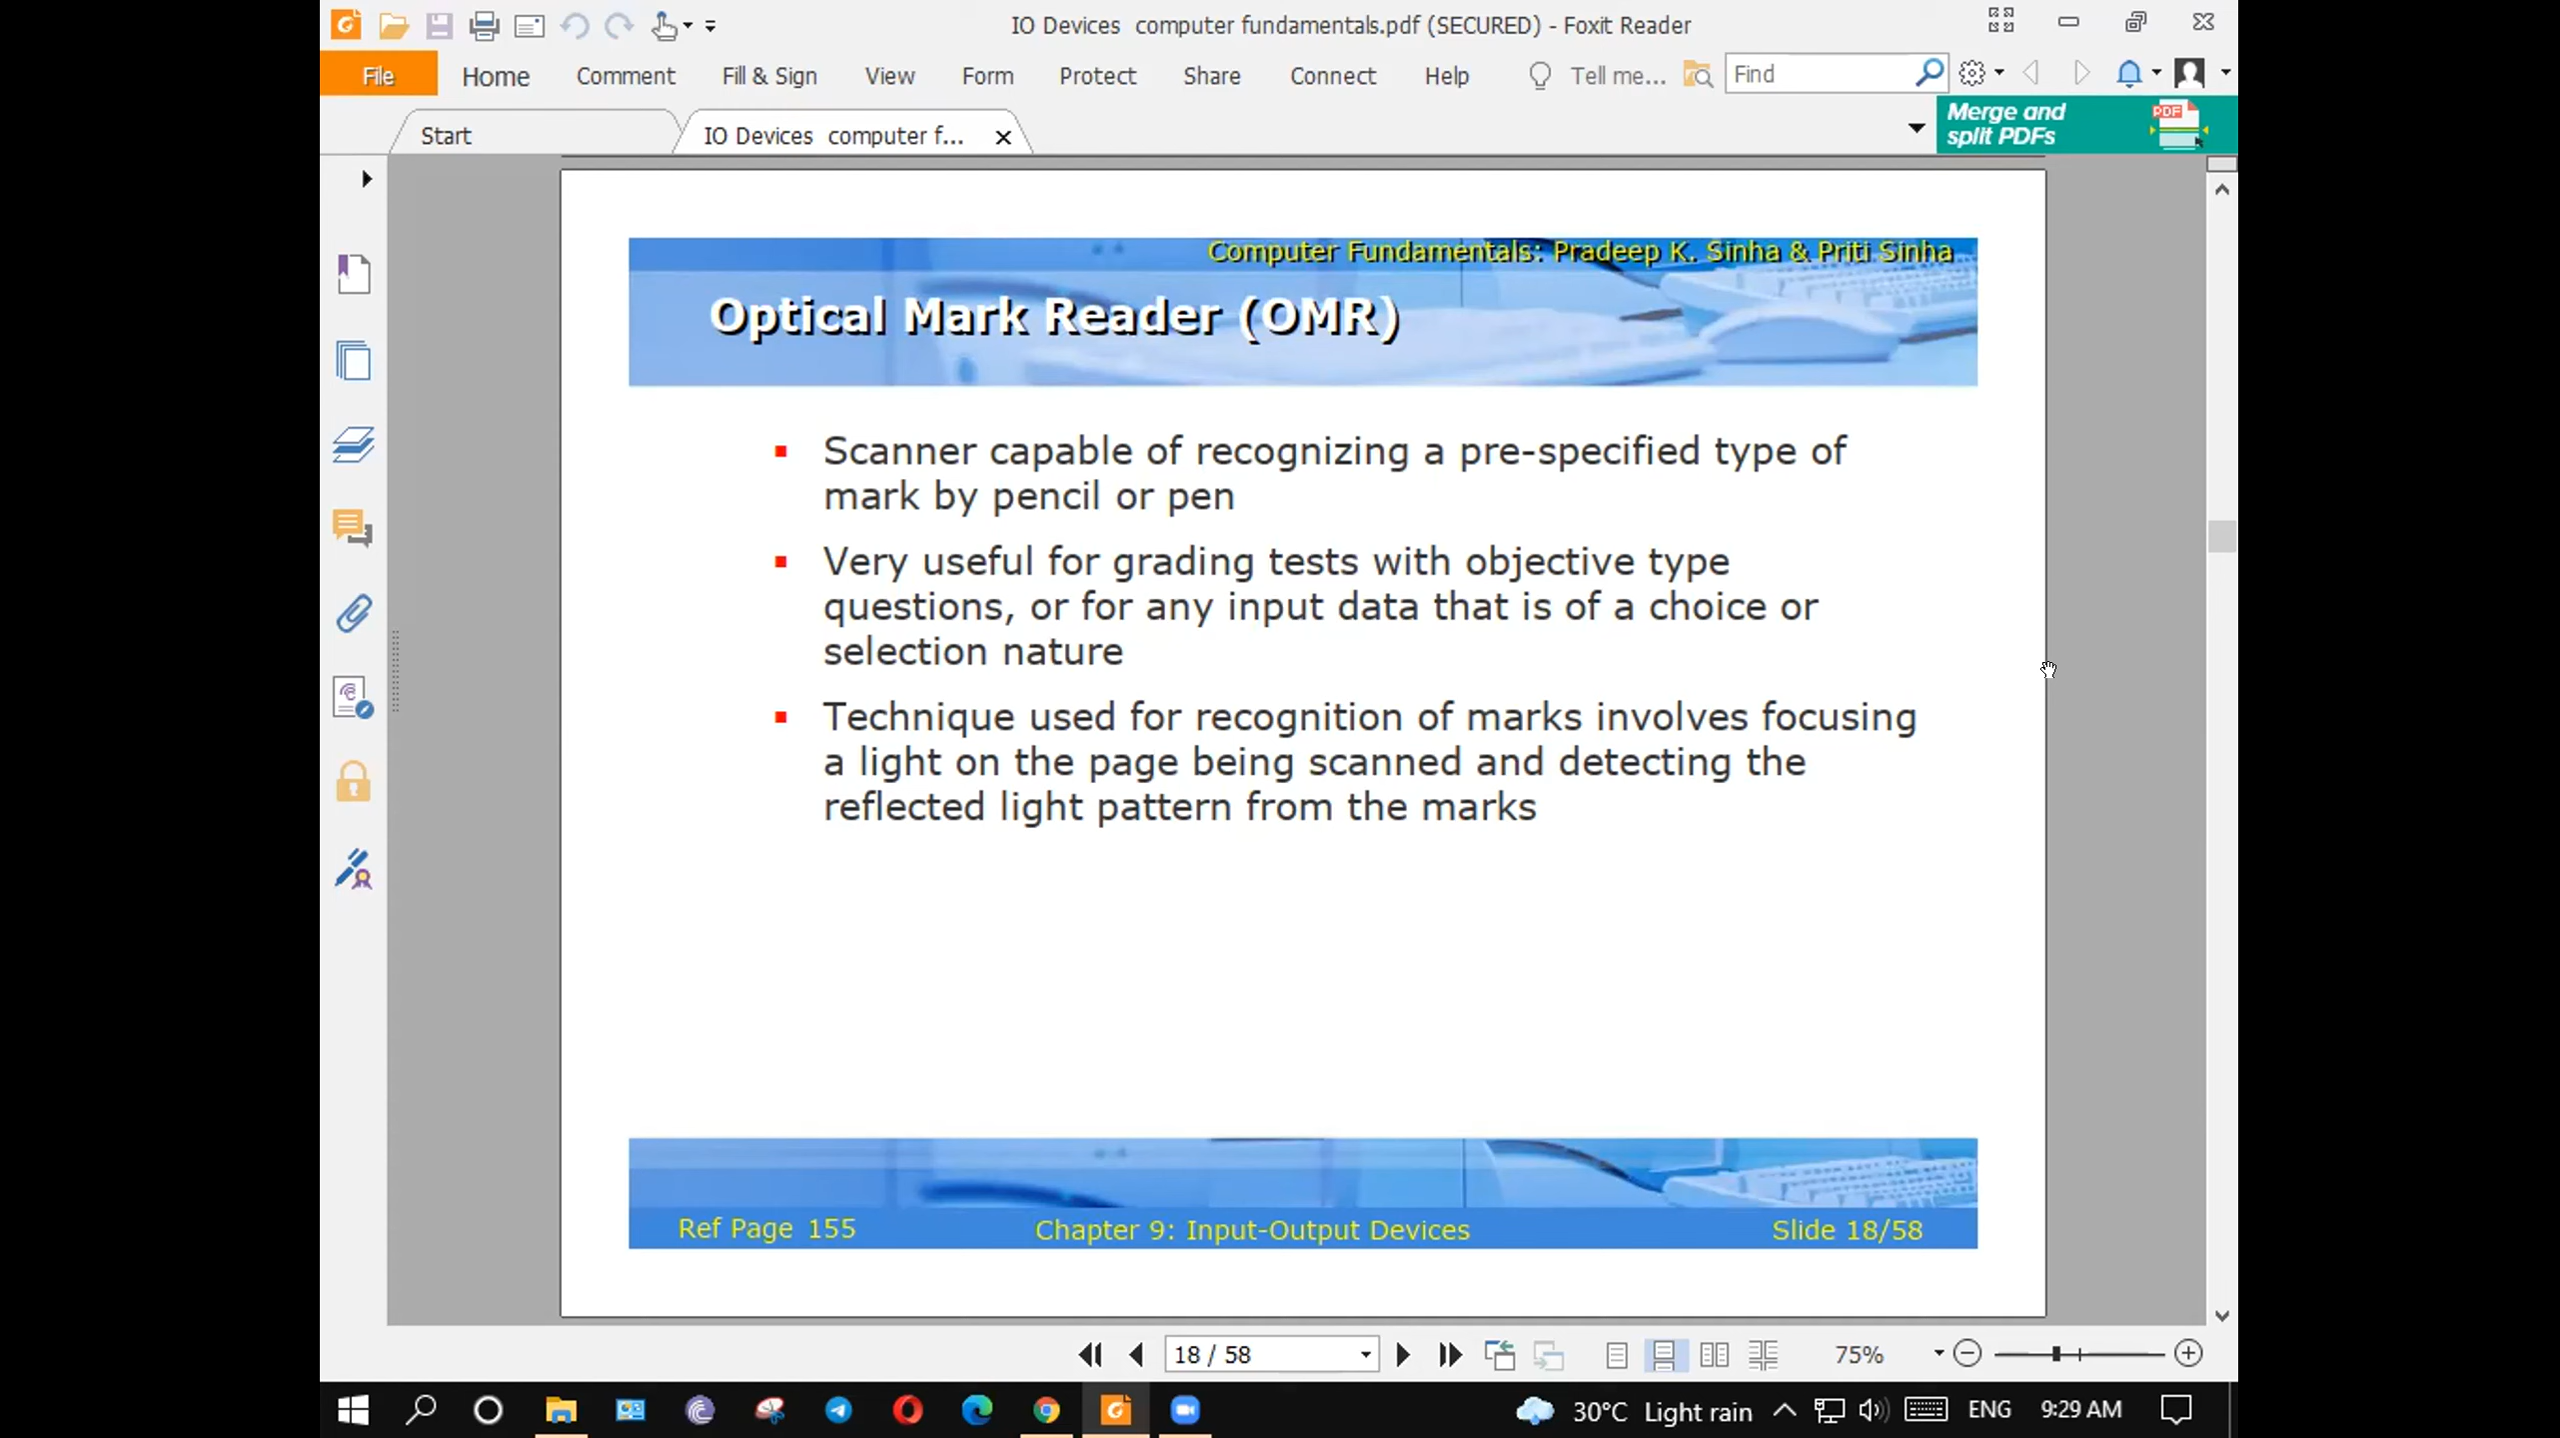 IO Devices computer fundamentals.pdf (SECURED) - Foxit Reader
File Home Comment Fill & Sign View Form Protect Share Connect Help Tell me... Find
Start IO Devices computer f...
Merge and
split PDFs
PDF
Computer Fundamentals: Pradeep K. Sinha & Priti Sinha
Optical Mark Reader (OMR)
Scanner capable of recognizing a pre-specified type of
mark by pencil or pen
Very useful for grading tests with objective type
questions, or for any input data that is of a choice or
selection nature
Technique used for recognition of marks involves focusing
a light on the page being scanned and detecting the
reflected light pattern from the marks
Ref Page 155 Chapter 9: Input-Output Devices Slide 18/58
18 / 58 75%
30°C Light rain ENG 9:29 AM